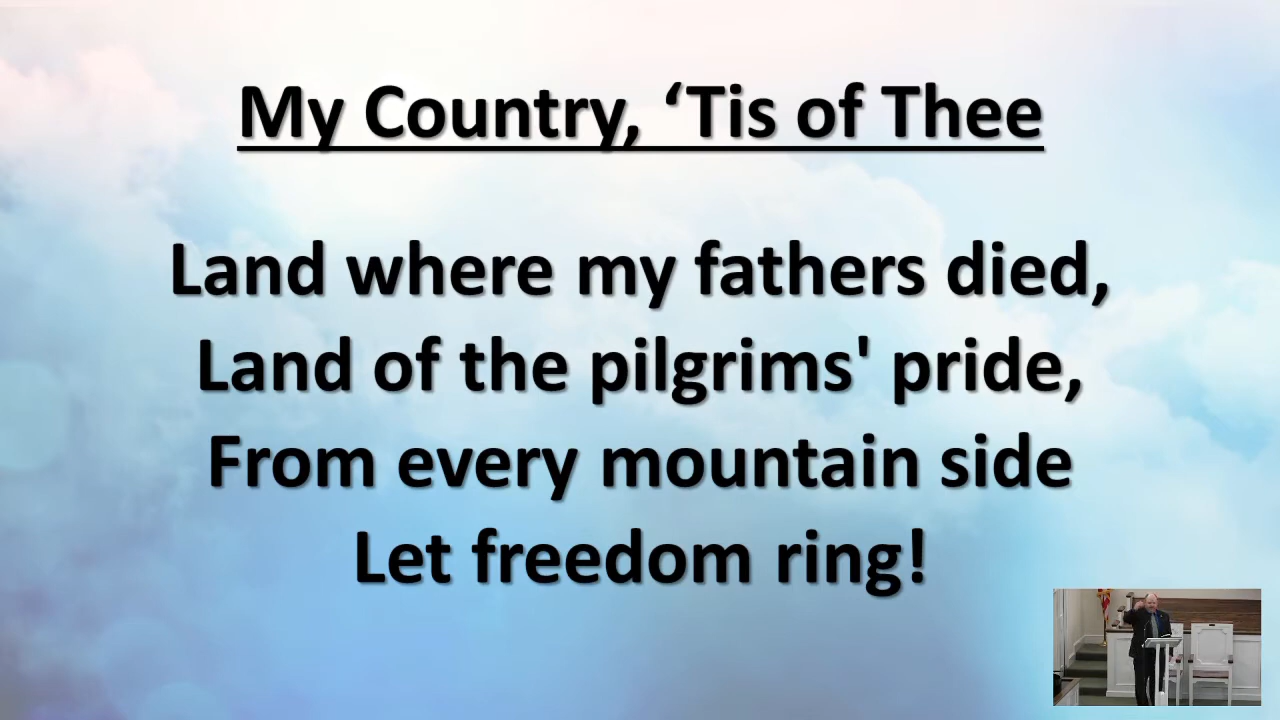 My Country, ‘Tis of Thee
Land where my fathers died,
Land of the pilgrims' pride,
From every mountain side
Let freedom ring!